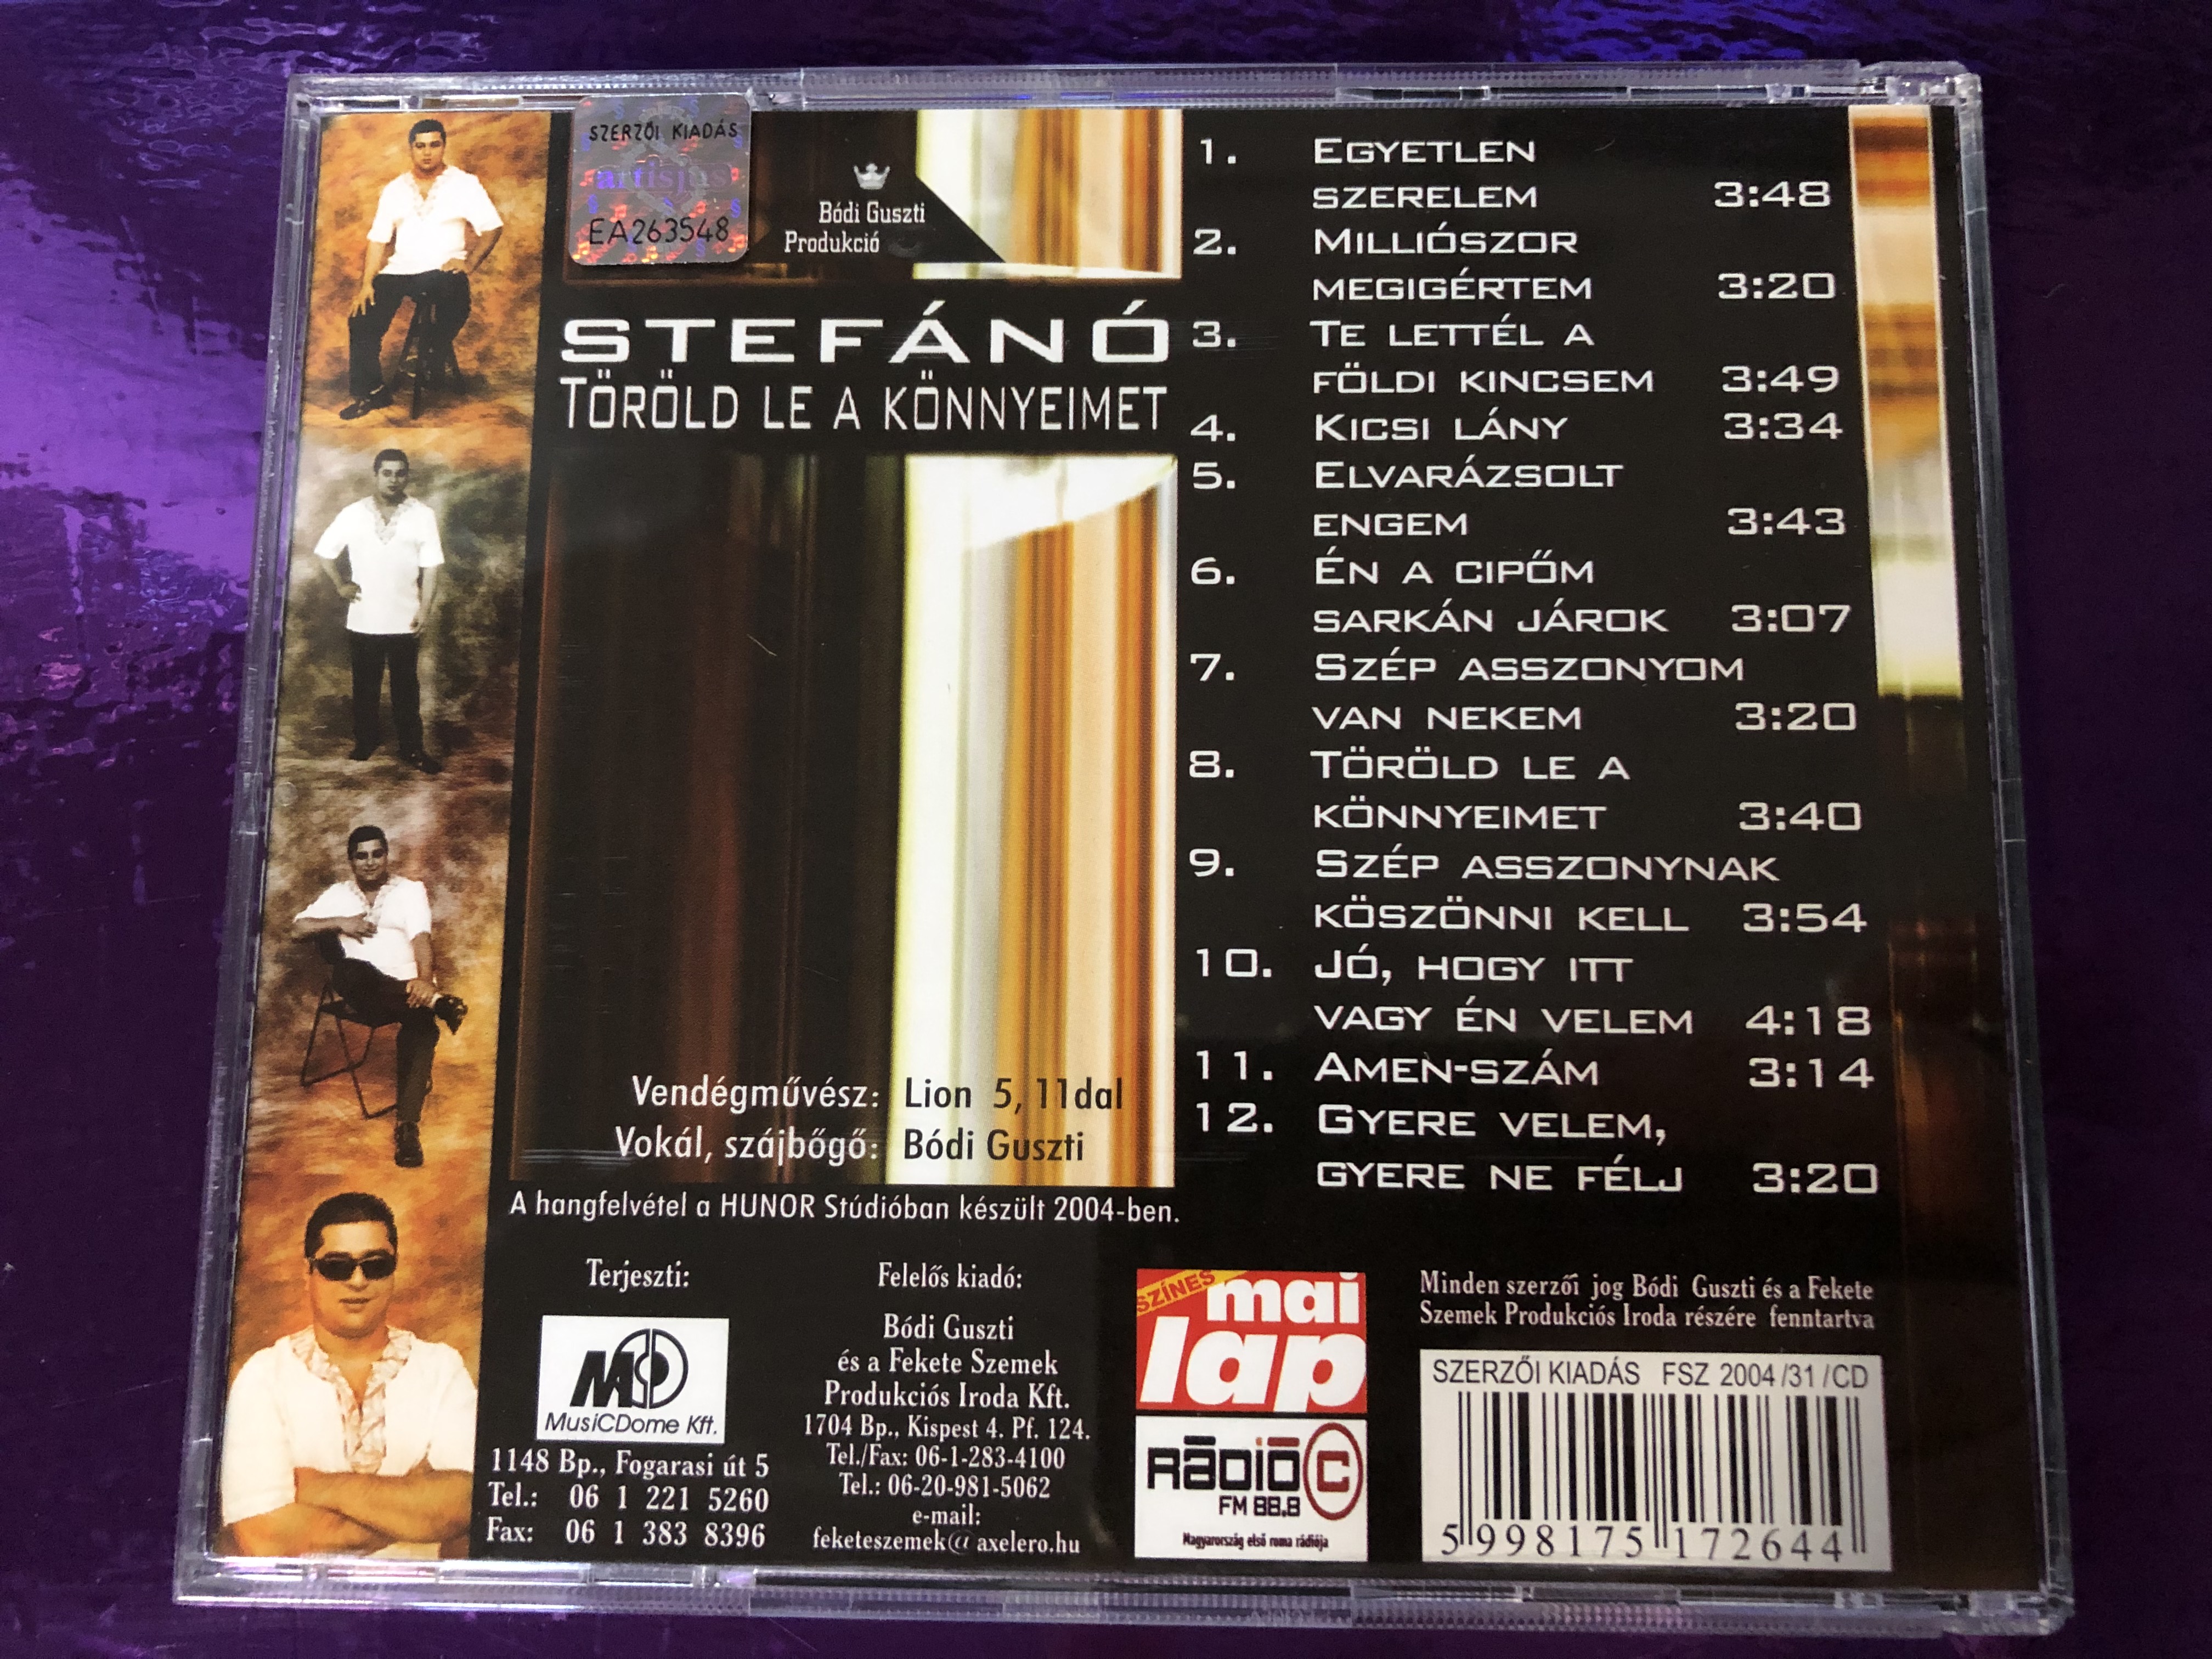 SZERZŐI KIADÁS
artisjus
EA263548
Bódi Guszti
Produkció
STEFÁNÓ
TÖRÖLD LE A KÖNNYEIMET
1. EGYETLEN
SZERELEM 3:48
2. MILLIÓSZOR
MEGIGÉRTEM 3:20
3. TE LETTÉL A
FÖLDI KINCSEM 3:49
4. KICSI LÁNY 3:34
5. ELVARÁZSOLT
ENGEM 3:43
6. ÉN A CIPŐM
SARKÁN JÁROK 3:07
7. SZÉP ASSZONYOM
VAN NEKEM 3:20
8. TÖRÖLD LE A
KÖNNYEIMET 3:40
9. SZÉP ASSZONYNAK
KÖSZÖNNI KELL 3:54
10. JÓ, HOGY ITT
VAGY ÉN VELEM 4:18
11. AMEN-SZÁM 3:14
12. GYERE VELEM,
GYERE NE FÉLJ 3:20
Vendégművész: Lion 5, 11dal
Vokál, szájbőgő: Bódi Guszti
A hangfelvétel a HUNOR Stúdióban készült 2004-ben.
Terjeszti:
MusiCDome Kft.
1148 Bp., Fogarasi út 5
Tel.: 06 1 221 5260
Fax: 06 1 383 8396
Felelős kiadó:
Bódi Guszti
és a Fekete Szemek
Produkciós Iroda Kft.
1704 Bp., Kispest 4. Pf. 124.
Tel./Fax: 06-1-283-4100
Tel.: 06-20-981-5062
e-mail:
feketeszemek@axelero.hu
SZÍNES
mai
lap
Rādiō C
FM 88.8
Magyarország első roma rádiója
Minden szerzői jog Bódi Guszti és a Fekete
Szemek Produkciós Iroda részére fenntartva
SZERZŐI KIADÁS FSZ 2004/31/CD
5 998175 172644